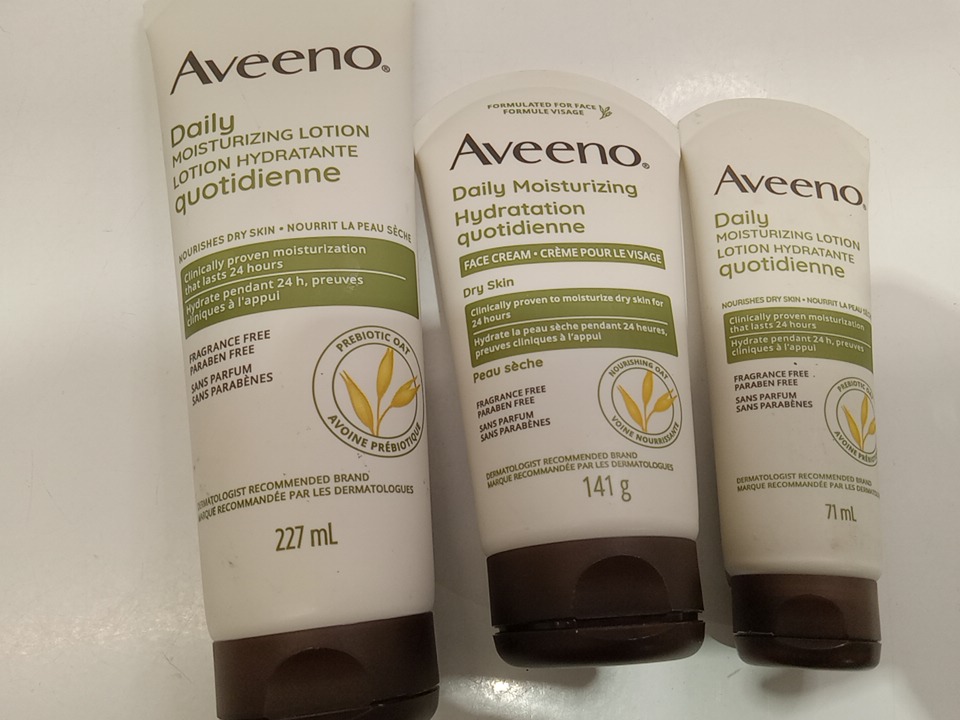 Aveeno®
Daily
MOISTURIZING LOTION
LOTION HYDRATANTE
quotidienne
NOURISHES DRY SKIN • NOURRIT LA PEAU SÈCHE
Clinically proven moisturization
that lasts 24 hours
Hydrate pendant 24 h, preuves
cliniques à l'appui
FRAGRANCE FREE
PARABEN FREE
SANS PARFUM
SANS PARABÈNES
PREBIOTIC OAT
AVOINE PRÉBIOTIQUE
DERMATOLOGIST RECOMMENDED BRAND
MARQUE RECOMMANDÉE PAR LES DERMATOLOGUES
227 mL
FORMULATED FOR FACE
FORMULE VISAGE
Aveeno®
Daily Moisturizing
Hydratation
quotidienne
FACE CREAM • CRÈME POUR LE VISAGE
Dry Skin
Clinically proven to moisturize dry skin for
24 hours
Hydrate la peau sèche pendant 24 heures,
preuves cliniques à l'appui
Peau sèche
FRAGRANCE FREE
PARABEN FREE
SANS PARFUM
SANS PARABÈNES
NOURISHING OAT
VOINE NOURRISSANTE
DERMATOLOGIST RECOMMENDED BRAND
MARQUE RECOMMANDÉE PAR LES DERMATOLOGUES
141 g
Aveeno®
Daily
MOISTURIZING LOTION
LOTION HYDRATANTE
quotidienne
NOURISHES DRY SKIN • NOURRIT LA PEAU
Clinically proven moisturization
that lasts 24 hours
Hydrate pendant 24 h, preuves
cliniques à l'appui
FRAGRANCE FREE
PARABEN FREE
SANS PARFUM
SANS PARABÈNES
PREBIOTIC OAT
AVOINE
DERMATOLOGIST RECOMMENDED BRAND
MARQUE RECOMMANDÉE PAR LES
71 mL